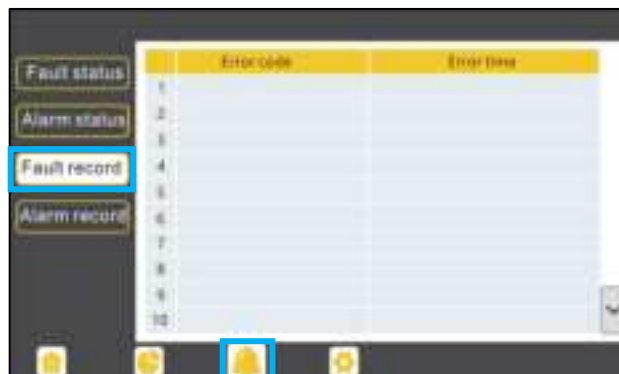 Error code Error time
Fault status
1
Alarm status
2
3
Fault record
4
5
Alarm record
6
7
8
9
10